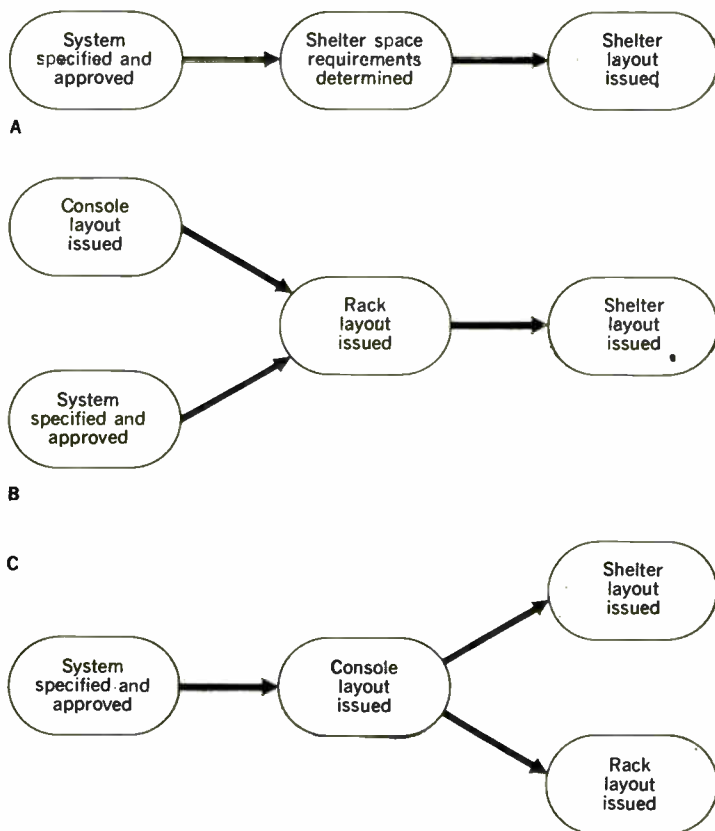 System
specified and
approved
Shelter space
requirements
determined
Shelter
layout
issued
A
Console
layout
issued
Rack
layout
issued
Shelter
layout
issued
System
specified and
approved
B
C
Shelter
layout
issued
System
specified and
approved
Console
layout
issued
Rack
layout
issued